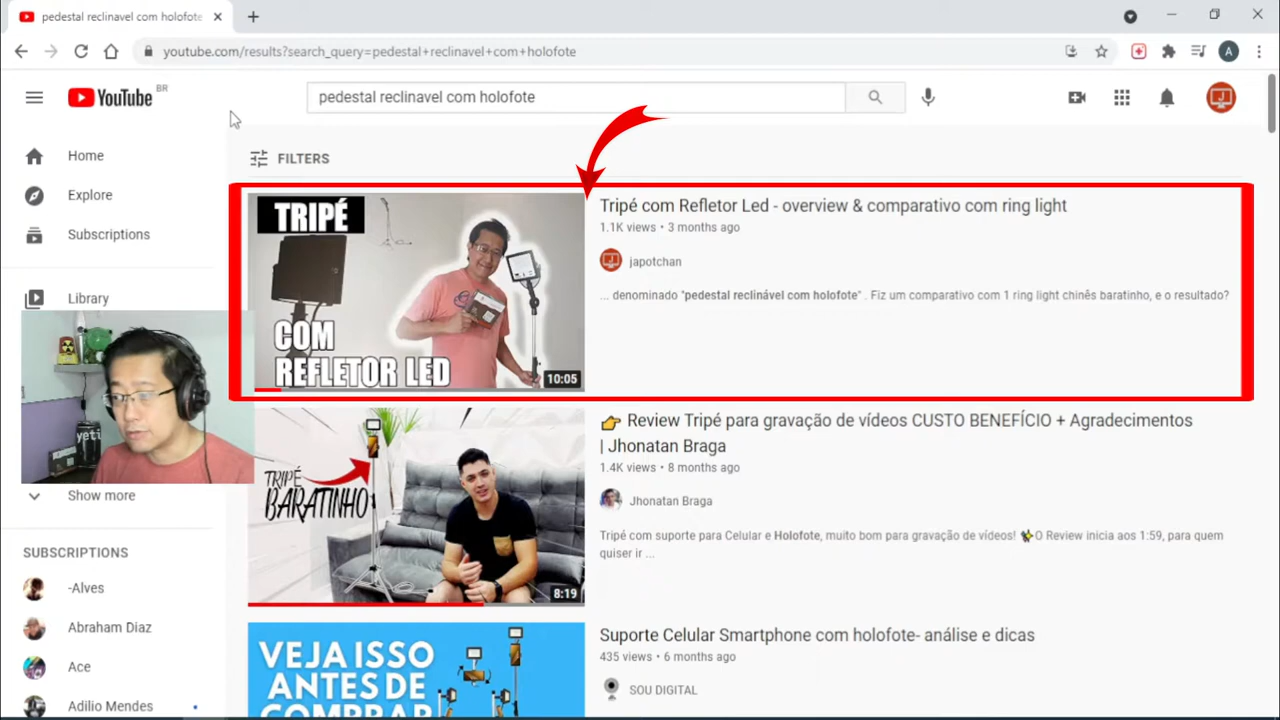 pedestal reclinavel com holofote
youtube.com/results?search_query=pedestal+reclinavel+com+holofote
A
YouTube BR
pedestal reclinavel com holofote
Home
Explore
Subscriptions
Library
Show more
SUBSCRIPTIONS
-Alves
Abraham Diaz
Ace
Adilio Mendes
FILTERS
TRIPÉ
COM
REFLETOR LED
10:05
Tripé com Refletor Led - overview & comparativo com ring light
1.1K views • 3 months ago
japotchan
... denominado "pedestal reclinável com holofote" . Fiz um comparativo com 1 ring light chinês baratinho, e o resultado?
yeti
TRIPÉ
BARATINHO
8:19
👉 Review Tripé para gravação de vídeos CUSTO BENEFÍCIO + Agradecimentos
| Jhonatan Braga
1.4K views • 8 months ago
Jhonatan Braga
Tripé com suporte para Celular e Holofote, muito bom para gravação de vídeos! ✨O Review inicia aos 1:59, para quem
quiser ir ...
VEJA ISSO
ANTES DE
COMPRAR
Suporte Celular Smartphone com holofote- análise e dicas
435 views • 6 months ago
SOU DIGITAL